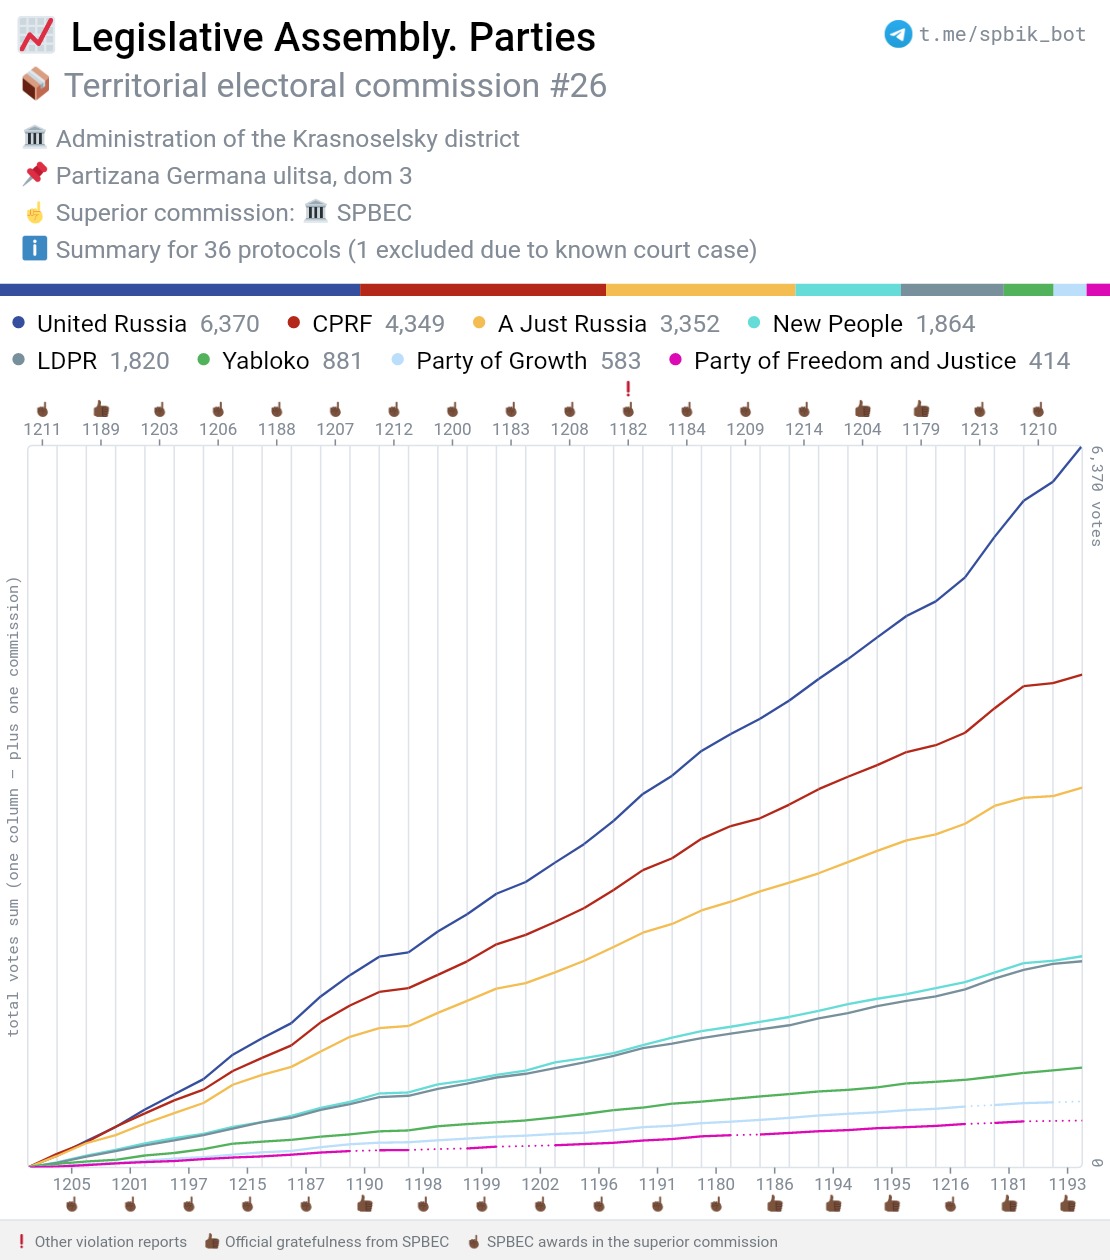 Legislative Assembly. Parties
t.me/spbik_bot
Territorial electoral commission #26
Administration of the Krasnoselsky district
Partizana Germana ulitsa, dom 3
Superior commission: SPBEC
Summary for 36 protocols (1 excluded due to known court case)
United Russia 6,370 CPRF 4,349 A Just Russia 3,352 New People 1,864
LDPR 1,820 Yabloko 881 Party of Growth 583 Party of Freedom and Justice 414
1211 1189 1203 1206 1188 1207 1212 1200 1183 1208 1182 1184 1209 1214 1204 1179 1213 1210
6,370 votes
total votes sum (one column – plus one commission)
0
1205 1201 1197 1215 1187 1190 1198 1199 1202 1196 1191 1180 1186 1194 1195 1216 1181 1193
Other violation reports Official gratefulness from SPBEC SPBEC awards in the superior commission